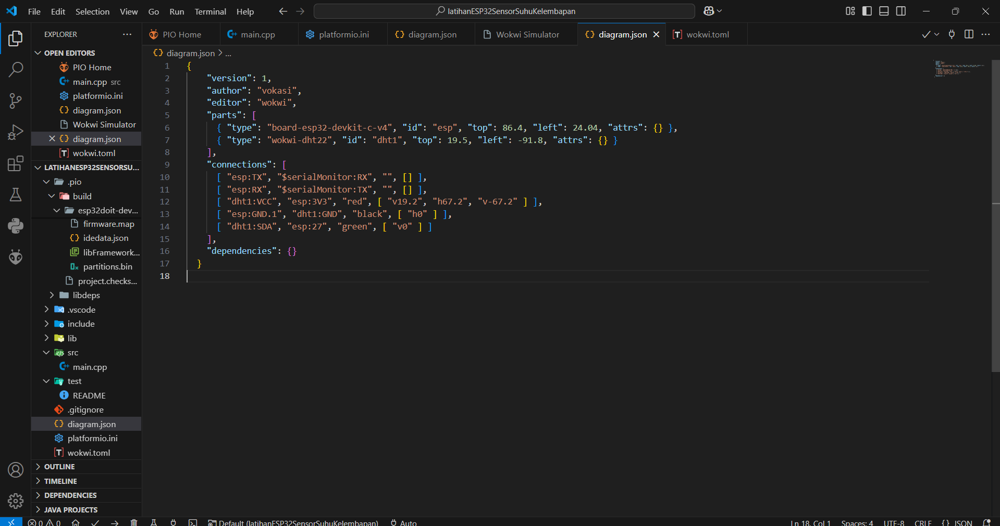 File Edit Selection View Go Run Terminal Help
latihanESP32SensorSuhuKelembapan
EXPLORER
PIO Home
main.cpp
platformio.ini
diagram.json
Wokwi Simulator
diagram.json
wokwi.toml
OPEN EDITORS
PIO Home
main.cpp src
platformio.ini
diagram.json
Wokwi Simulator
diagram.json
wokwi.toml
LATIHANESP32SENSORSU...
.pio
build
esp32doit-dev...
firmware.map
idedata.json
libFramework...
partitions.bin
project.checks...
libdeps
.vscode
include
lib
src
main.cpp
test
README
.gitignore
diagram.json
platformio.ini
wokwi.toml
OUTLINE
TIMELINE
DEPENDENCIES
JAVA PROJECTS
diagram.json > ...
1 {
2 "version": 1,
3 "author": "vokasi",
4 "editor": "wokwi",
5 "parts": [
6 { "type": "board-esp32-devkit-c-v4", "id": "esp", "top": 86.4, "left": 24.04, "attrs": {} },
7 { "type": "wokwi-dht22", "id": "dht1", "top": 19.5, "left": -91.8, "attrs": {} }
8 ],
9 "connections": [
10 [ "esp:TX", "$serialMonitor:RX", "", [] ],
11 [ "esp:RX", "$serialMonitor:TX", "", [] ],
12 [ "dht1:VCC", "esp:3V3", "red", [ "v19.2", "h67.2", "v-67.2" ] ],
13 [ "esp:GND.1", "dht1:GND", "black", [ "h0" ] ],
14 [ "dht1:SDA", "esp:27", "green", [ "v0" ] ]
15 ],
16 "dependencies": {}
17 }
18
0 0 Default (latihanESP32SensorSuhuKelembapan) Auto
Ln 18, Col 1 Spaces: 4 UTF-8 CRLF {} JSON